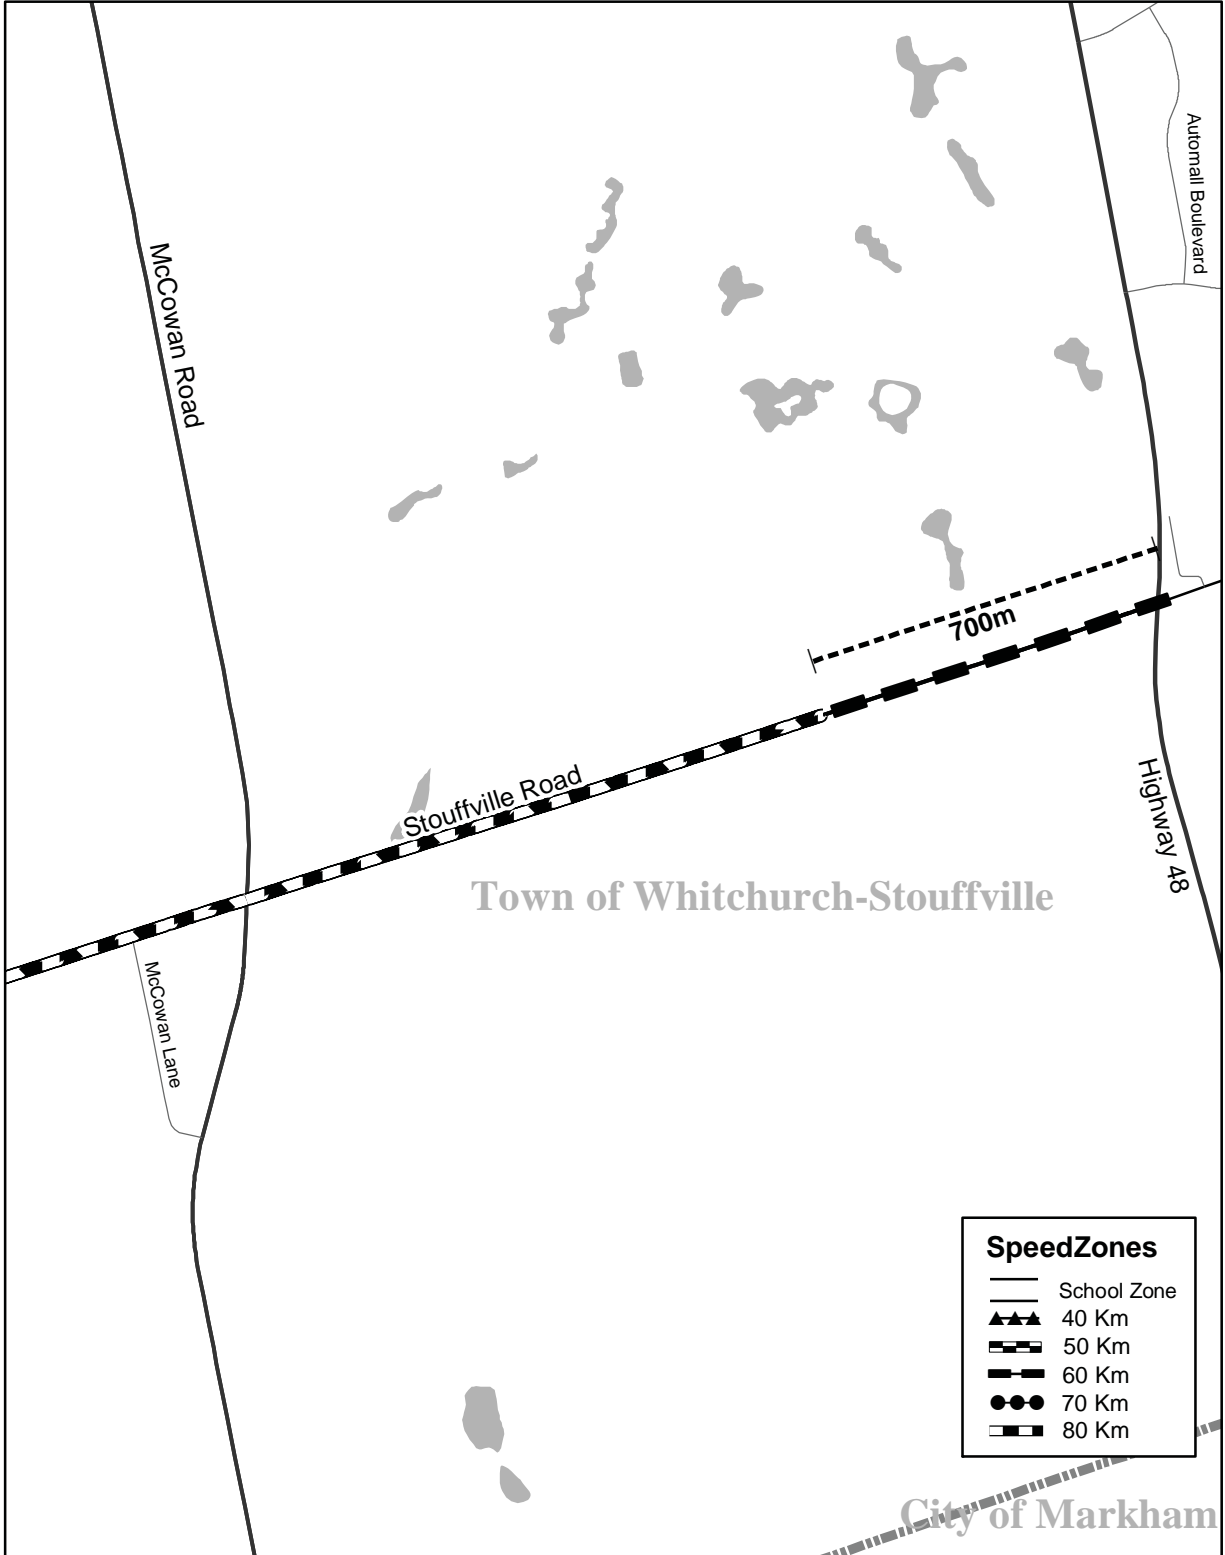 Automall Boulevard
McCowan Road
700m
Stouffville Road
Highway 48
Town of Whitchurch-Stouffville
McCowan Lane
SpeedZones
School Zone
40 Km
50 Km
60 Km
70 Km
80 Km
City of Markham